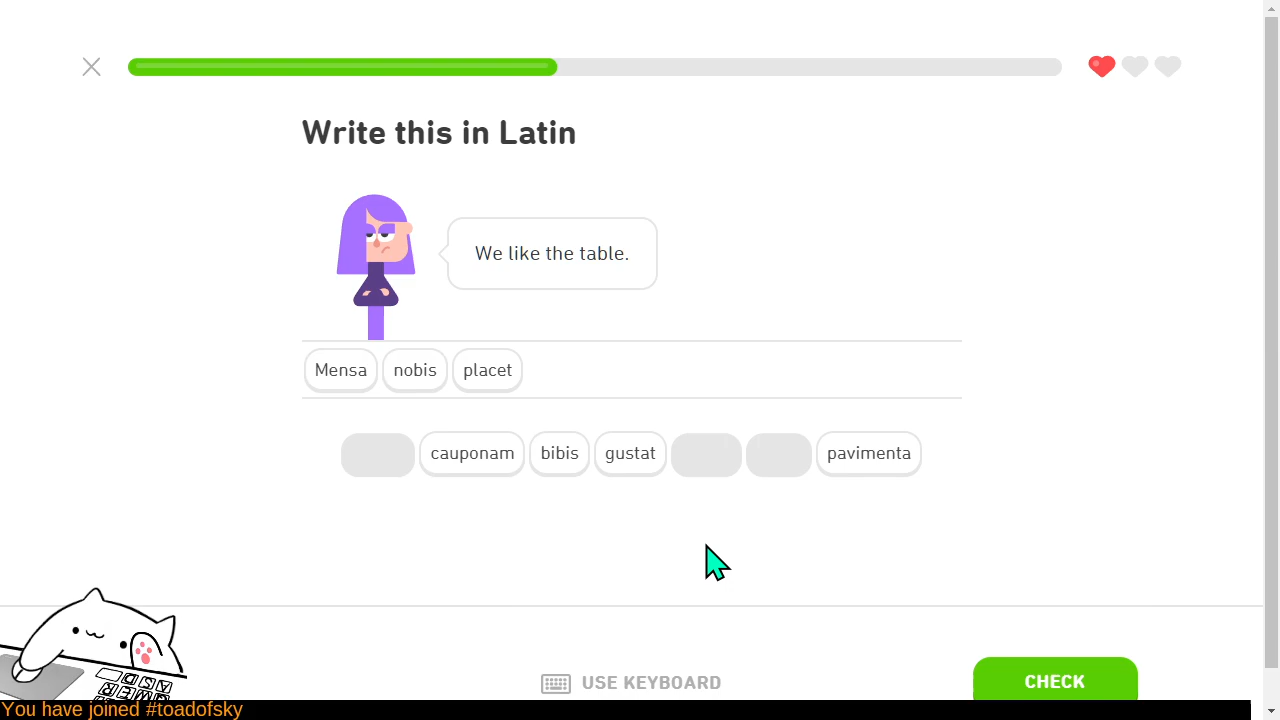 Write this in Latin
We like the table.
Mensa nobis placet
cauponam bibis gustat pavimenta
USE KEYBOARD
CHECK
You have joined #toadofsky